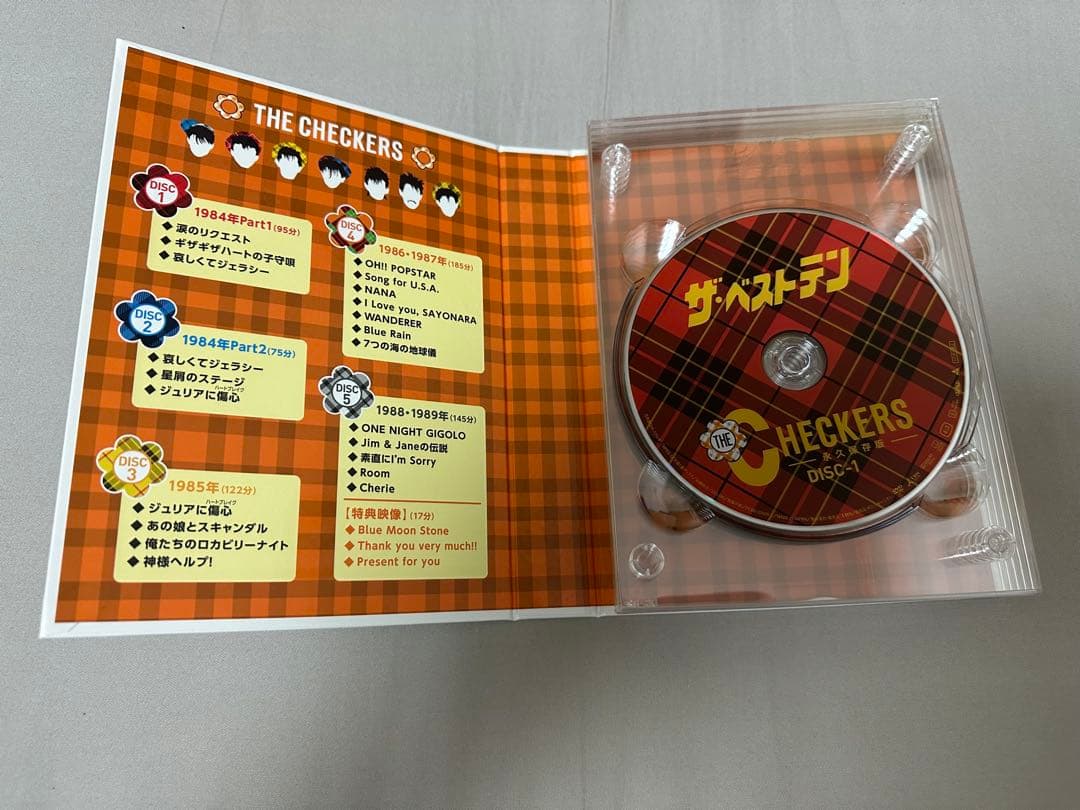 THE CHECKERS
DISC
1
1984年Part1(95分)
◆ 涙のリクエスト
◆ ギザギザハートの子守唄
◆ 哀しくてジェラシー
DISC
2
1984年Part2(75分)
◆ 哀しくてジェラシー
◆ 星屑のステージ
ハートブレイク
◆ ジュリアに傷心
DISC
3
1985年(122分)
ハートブレイク
◆ ジュリアに傷心
◆ あの娘とスキャンダル
◆ 俺たちのロカビリーナイト
◆ 神様ヘルプ!
DISC
4
1986・1987年(185分)
◆ OH!! POPSTAR
◆ Song for U.S.A.
◆ NANA
◆ I Love you, SAYONARA
◆ WANDERER
◆ Blue Rain
◆ 7つの海の地球儀
DISC
5
1988・1989年(145分)
◆ ONE NIGHT GIGOLO
◆ Jim & Janeの伝説
◆ 素直にI'm Sorry
◆ Room
◆ Cherie
【特典映像】(17分)
◆ Blue Moon Stone
◆ Thank you very much!!
◆ Present for you
ザ・ベストテン
THE CHECKERS
永久保存版
DISC-1